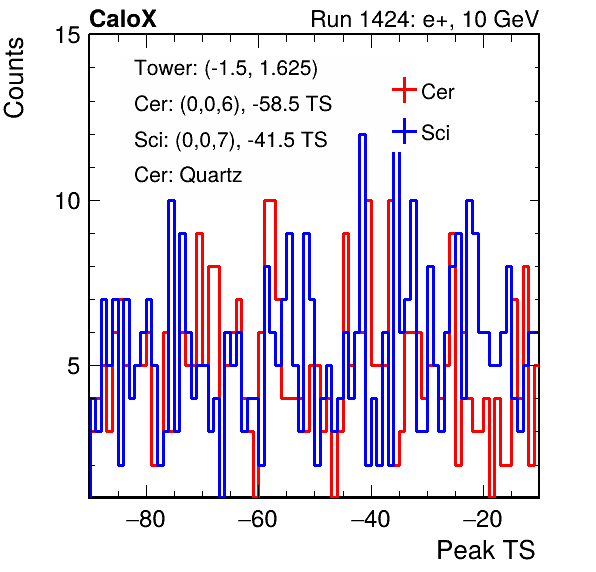 CaloX Run 1424: e+, 10 GeV
Counts
15
Tower: (-1.5, 1.625)
Cer: (0,0,6), -58.5 TS
Sci: (0,0,7), -41.5 TS
Cer: Quartz
Cer
Sci
10
5
−80 −60 −40 −20
Peak TS